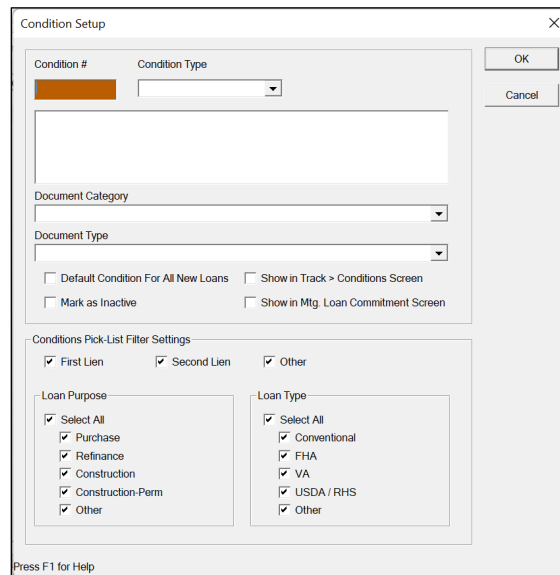 Condition Setup
Condition #
Condition Type
OK
Cancel
Document Category
Document Type
Default Condition For All New Loans
Show in Track > Conditions Screen
Mark as Inactive
Show in Mtg. Loan Commitment Screen
Conditions Pick-List Filter Settings
First Lien
Second Lien
Other
Loan Purpose
Select All
Purchase
Refinance
Construction
Construction-Perm
Other
Loan Type
Select All
Conventional
FHA
VA
USDA / RHS
Other
Press F1 for Help